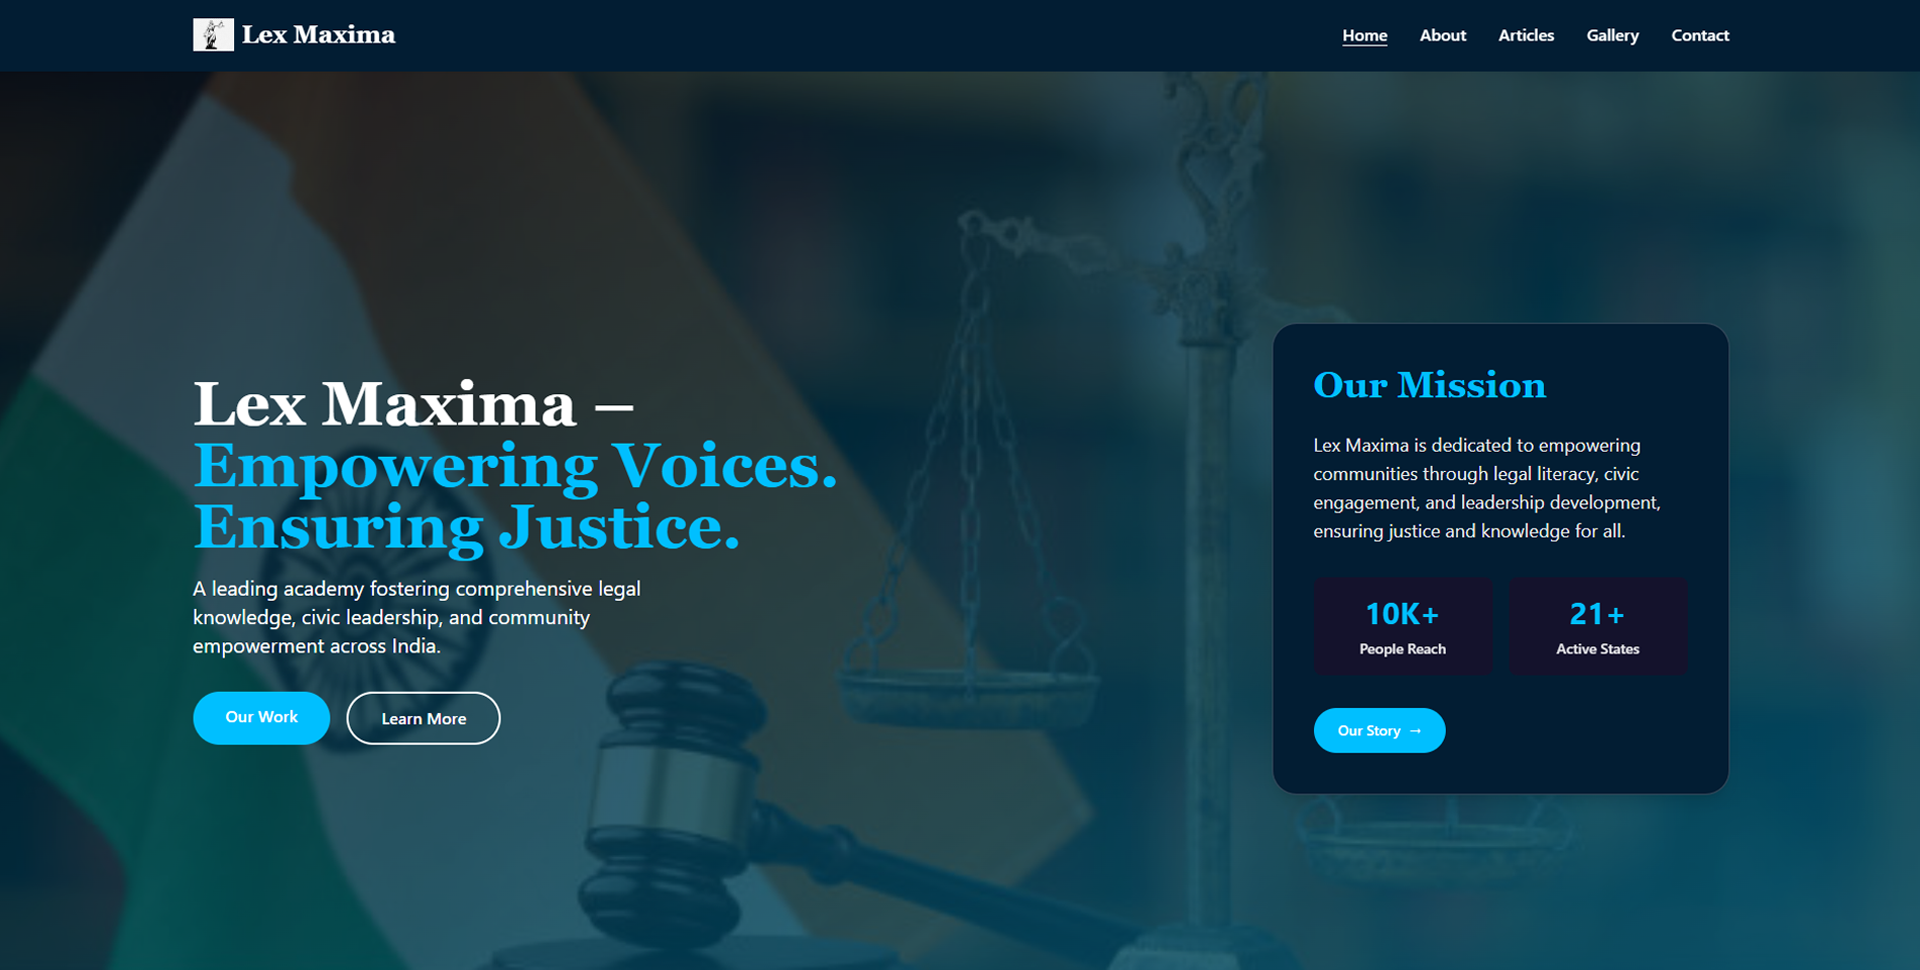 Lex Maxima
Home
About
Articles
Gallery
Contact
Lex Maxima –
Empowering Voices.
Ensuring Justice.
A leading academy fostering comprehensive legal
knowledge, civic leadership, and community
empowerment across India.
Our Work
Learn More
Our Mission
Lex Maxima is dedicated to empowering
communities through legal literacy, civic
engagement, and leadership development,
ensuring justice and knowledge for all.
10K+
People Reach
21+
Active States
Our Story →